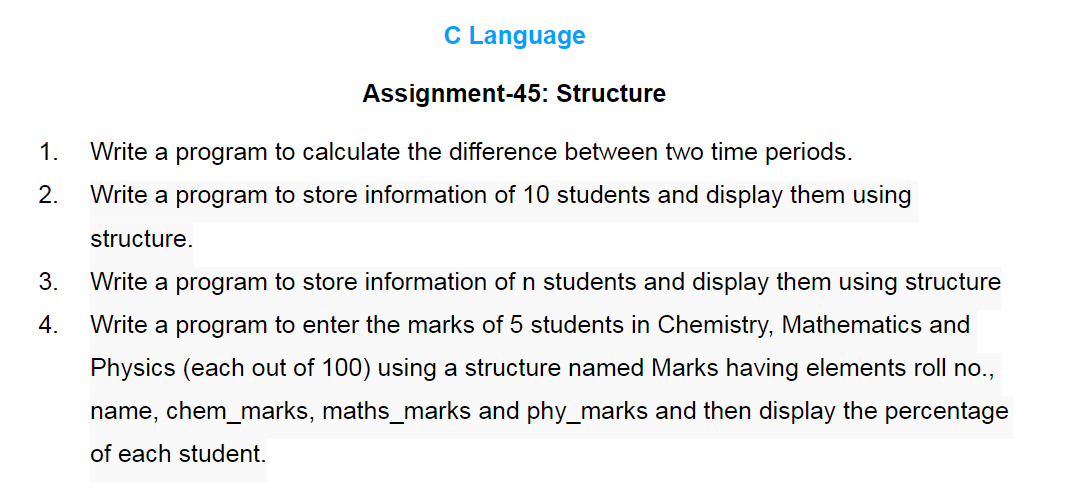 C Language
Assignment-45: Structure
1. Write a program to calculate the difference between two time periods.
2. Write a program to store information of 10 students and display them using
structure.
3. Write a program to store information of n students and display them using structure
4. Write a program to enter the marks of 5 students in Chemistry, Mathematics and
Physics (each out of 100) using a structure named Marks having elements roll no.,
name, chem_marks, maths_marks and phy_marks and then display the percentage
of each student.